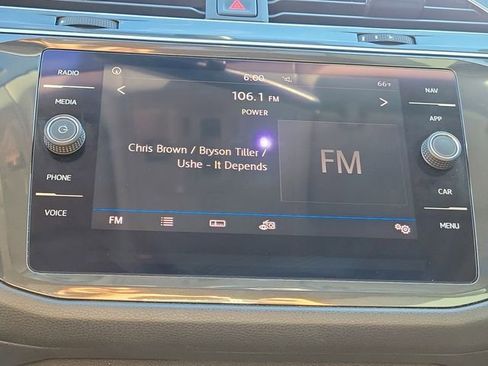 RADIO
MEDIA
PHONE
VOICE
6:00
66°F
106.1 FM
POWER
Chris Brown / Bryson Tiller /
Ushe - It Depends
FM
FM
NAV
APP
CAR
MENU